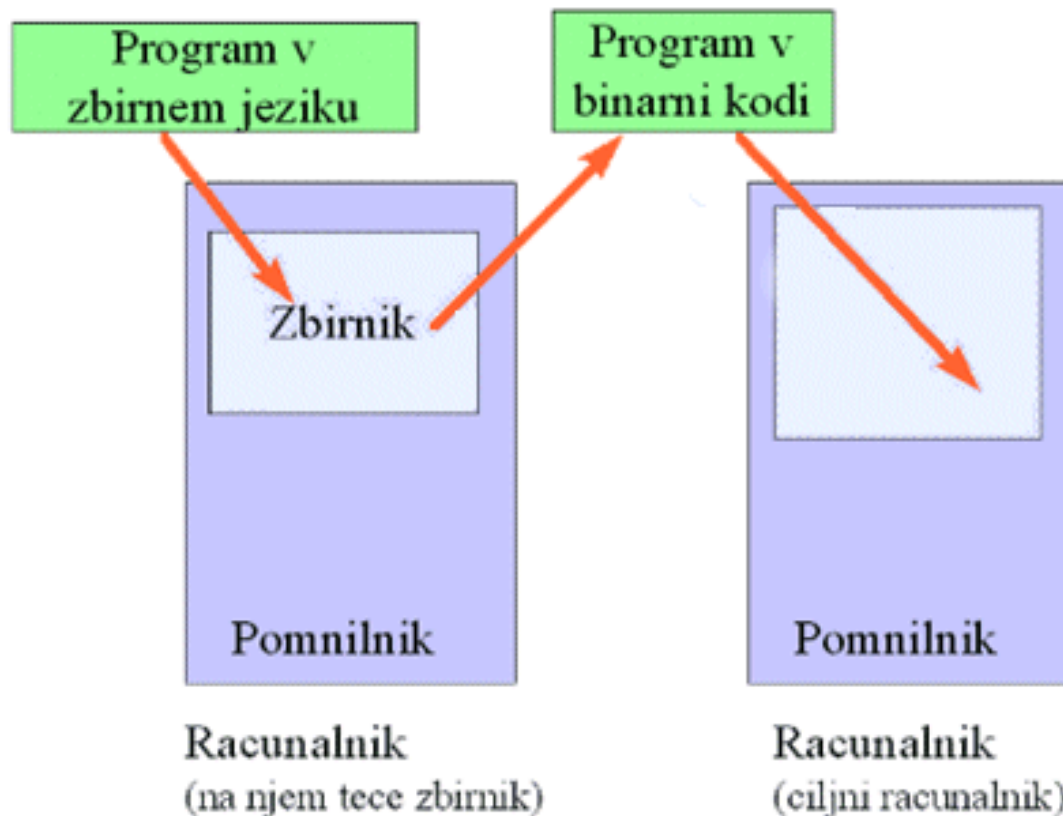 Program v
zbirnem jeziku
Program v
binarni kodi
Zbirnik
Pomnilnik
Pomnilnik
Racunalnik
(na njem tece zbirnik)
Racunalnik
(ciljni racunalnik)